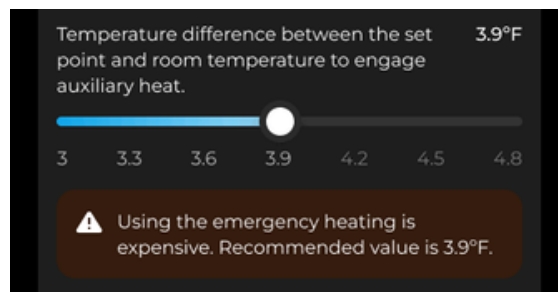 Temperature difference between the set 3.9°F
point and room temperature to engage
auxiliary heat.
3 3.3 3.6 3.9 4.2 4.5 4.8
Using the emergency heating is
expensive. Recommended value is 3.9°F.